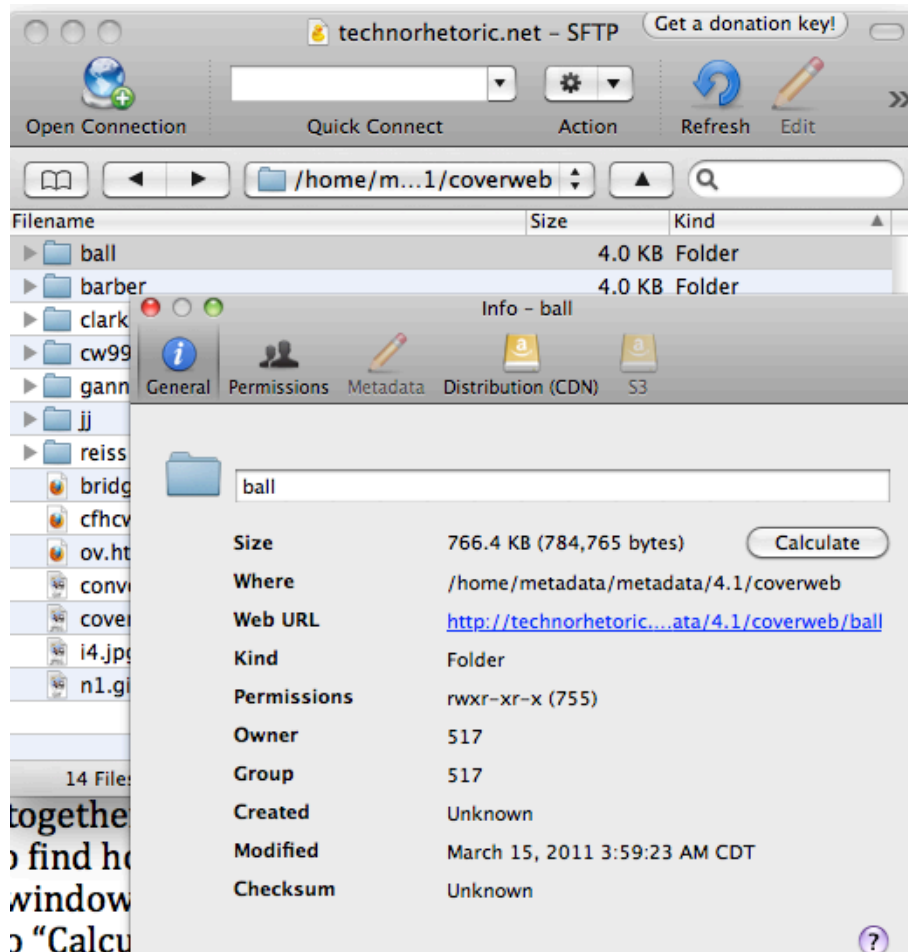 technorhetoric.net – SFTP
Get a donation key!
Open Connection
Quick Connect
Action
Refresh
Edit
/home/m...1/coverweb
Filename Size Kind
ball 4.0 KB Folder
barber 4.0 KB Folder
clark
cw99
gann
jj
reiss
bridg
cfhcw
ov.ht
conve
cover
i4.jpg
n1.gi
14 Files
Info – ball
General Permissions Metadata Distribution (CDN) S3
ball
Size 766.4 KB (784,765 bytes) Calculate
Where /home/metadata/metadata/4.1/coverweb
Web URL http://technorhetoric....ata/4.1/coverweb/ball
Kind Folder
Permissions rwxr-xr-x (755)
Owner 517
Group 517
Created Unknown
Modified March 15, 2011 3:59:23 AM CDT
Checksum Unknown
?
togethe
o find ho
window
o “Calcu